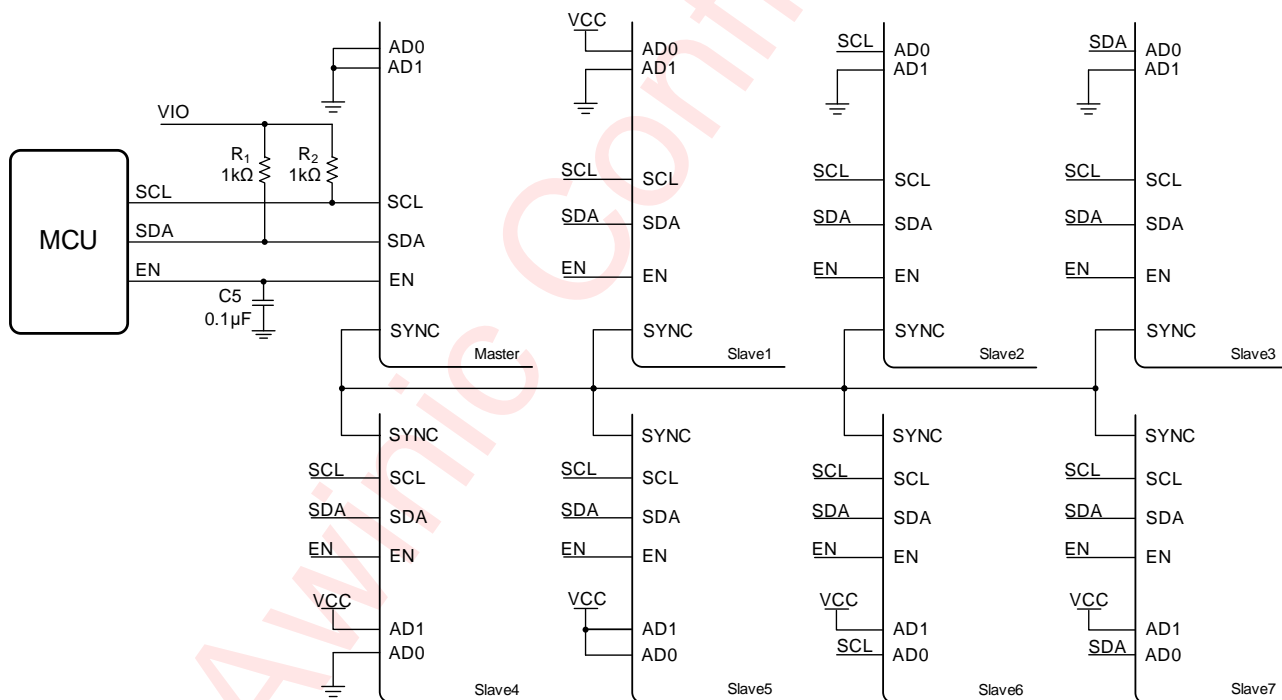 VCC
AD0
AD1
AD0
AD1
SCL
AD0
AD1
SDA
AD0
AD1
VIO
R1
1kΩ
R2
1kΩ
MCU
SCL
SDA
EN
SCL
SDA
EN
C5
0.1µF
SYNC
Master
SCL
SCL
SDA
SDA
EN
EN
SYNC
Slave1
SCL
SCL
SDA
SDA
EN
EN
SYNC
Slave2
SCL
SCL
SDA
SDA
EN
EN
SYNC
Slave3
SYNC
SCL
SCL
SDA
SDA
EN
EN
VCC
AD1
AD0
Slave4
SYNC
SCL
SCL
SDA
SDA
EN
EN
VCC
AD1
AD0
Slave5
SYNC
SCL
SCL
SDA
SDA
EN
EN
VCC
AD1
SCL
AD0
Slave6
SYNC
SCL
SCL
SDA
SDA
EN
EN
VCC
AD1
SDA
AD0
Slave7
Awinic Conf